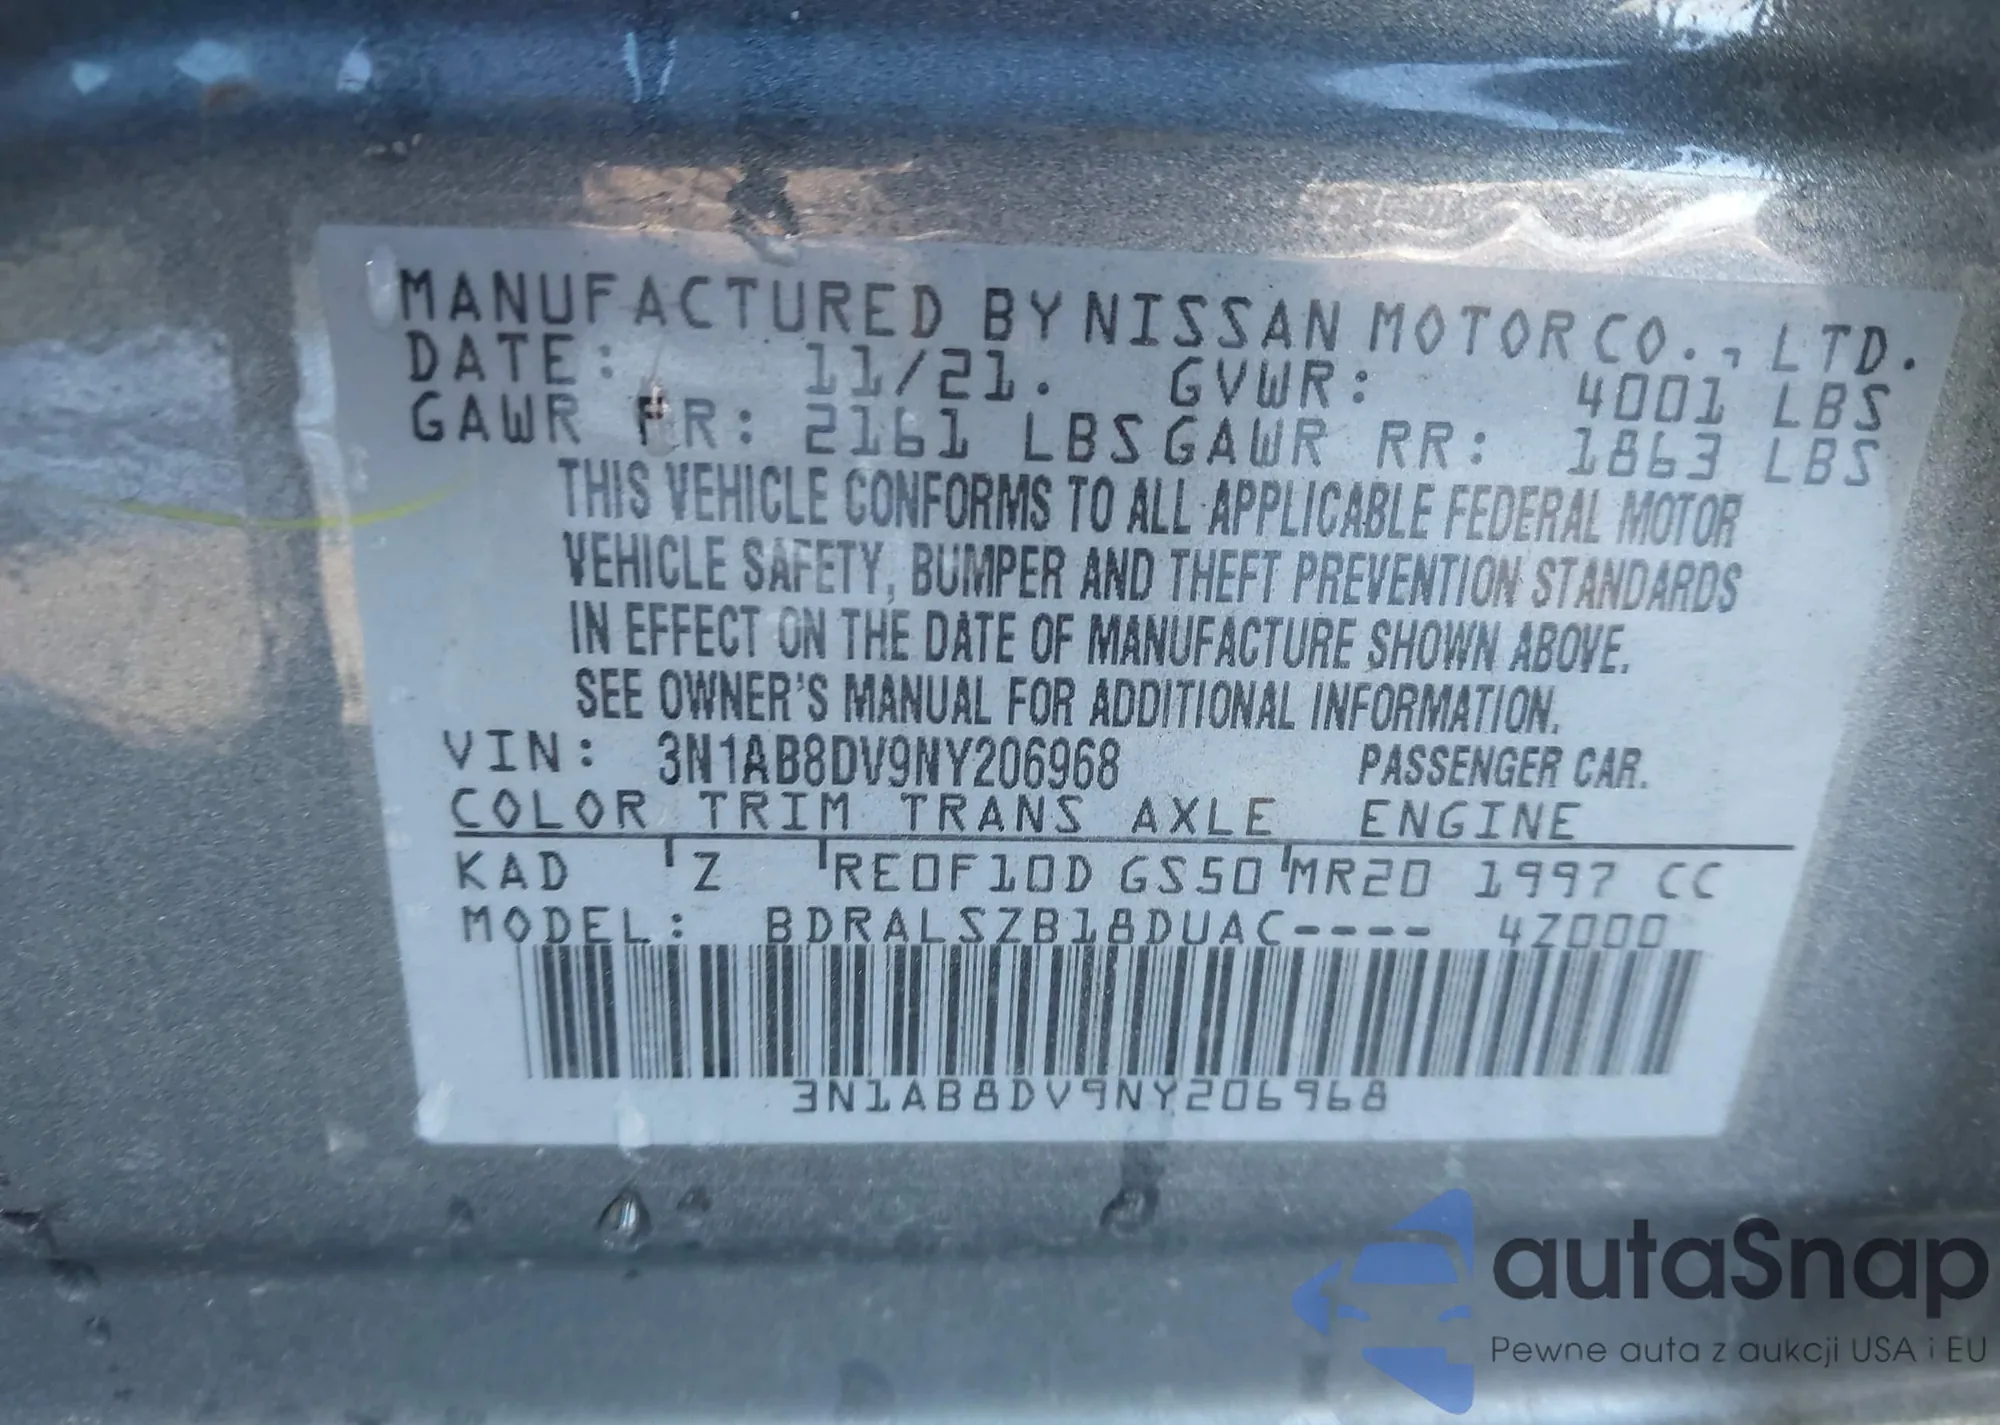 MANUFACTURED BY NISSAN MOTOR CO., LTD.
DATE: 11/21. GVWR: 4001 LBS
GAWR FR: 2161 LBS GAWR RR: 1863 LBS
THIS VEHICLE CONFORMS TO ALL APPLICABLE FEDERAL MOTOR
VEHICLE SAFETY, BUMPER AND THEFT PREVENTION STANDARDS
IN EFFECT ON THE DATE OF MANUFACTURE SHOWN ABOVE.
SEE OWNER'S MANUAL FOR ADDITIONAL INFORMATION.
VIN: 3N1AB8DV9NY206968 PASSENGER CAR.
COLOR TRIM TRANS AXLE ENGINE
KAD Z RE0F10D GS50 MR20 1997 CC
MODEL: BDRALSZB18DUAC---- 4Z000
3N1AB8DV9NY206968
autaSnap
Pewne auta z aukcji USA i EU